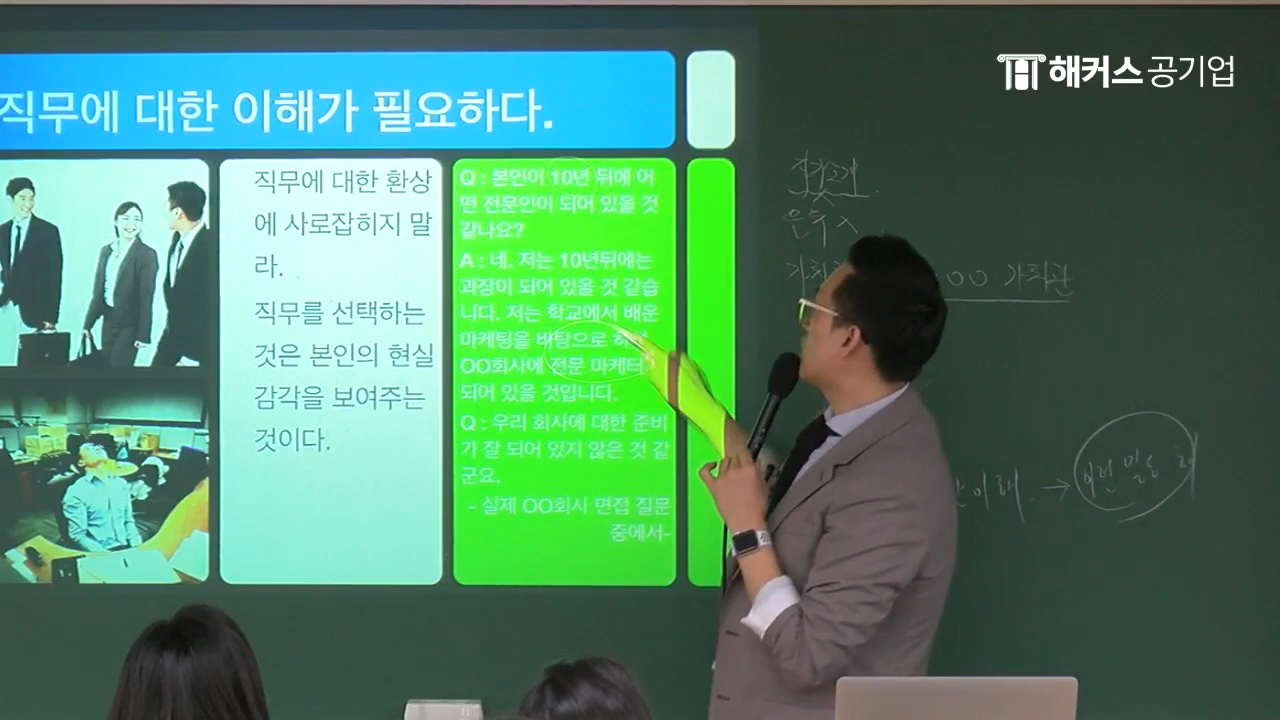 해커스 공기업
직무에 대한 이해가 필요하다.
직무에 대한 환상
에 사로잡히지 말
라.
직무를 선택하는
것은 본인의 현실
감각을 보여주는
것이다.
Q : 본인이 10년 뒤에 어
떤 전문인이 되어 있을 것
같나요?
A : 네. 저는 10년뒤에는
과장이 되어 있을 것 같습
니다. 저는 학교에서 배운
마케팅을 바탕으로
OO회사에 전문 마케터
되어 있을 것입니다.
Q : 우리 회사에 대한 준비
가 잘 되어 있지 않은 것 같
군요.
- 실제 OO회사 면접 질문
중에서-
OO 가치관
이해 →